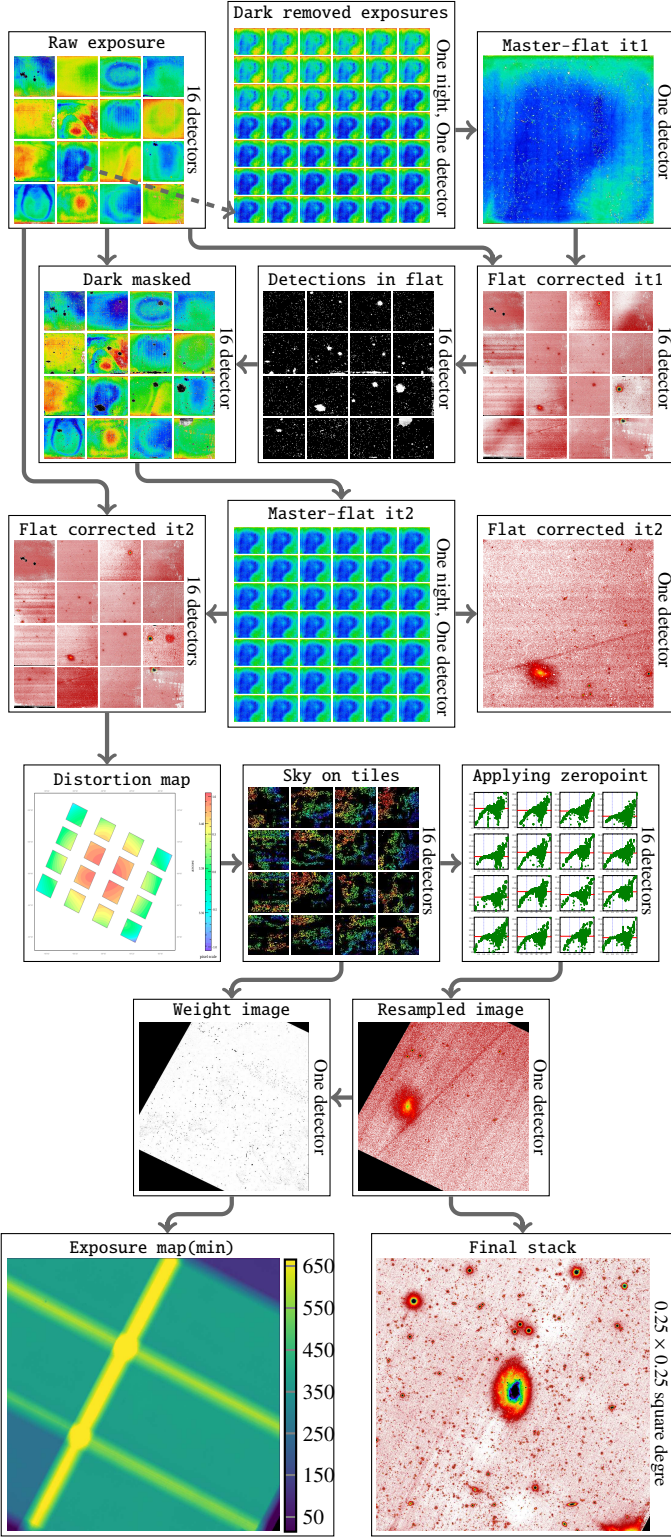 Raw exposure
16 detectors
Dark removed exposures
One night, One detector
Master-flat it1
One detector
Dark masked
16 detector
Detections in flat
16 detector
Flat corrected it1
16 detector
Flat corrected it2
16 detectors
Master-flat it2
One night, One detector
Flat corrected it2
One detector
Distortion map
pixel scale
Sky on tiles
16 detectors
Applying zeropoint
16 detectors
Weight image
One detector
Resampled image
One detector
Exposure map(min)
650
550
450
350
250
150
50
Final stack
0.25 × 0.25 square degre